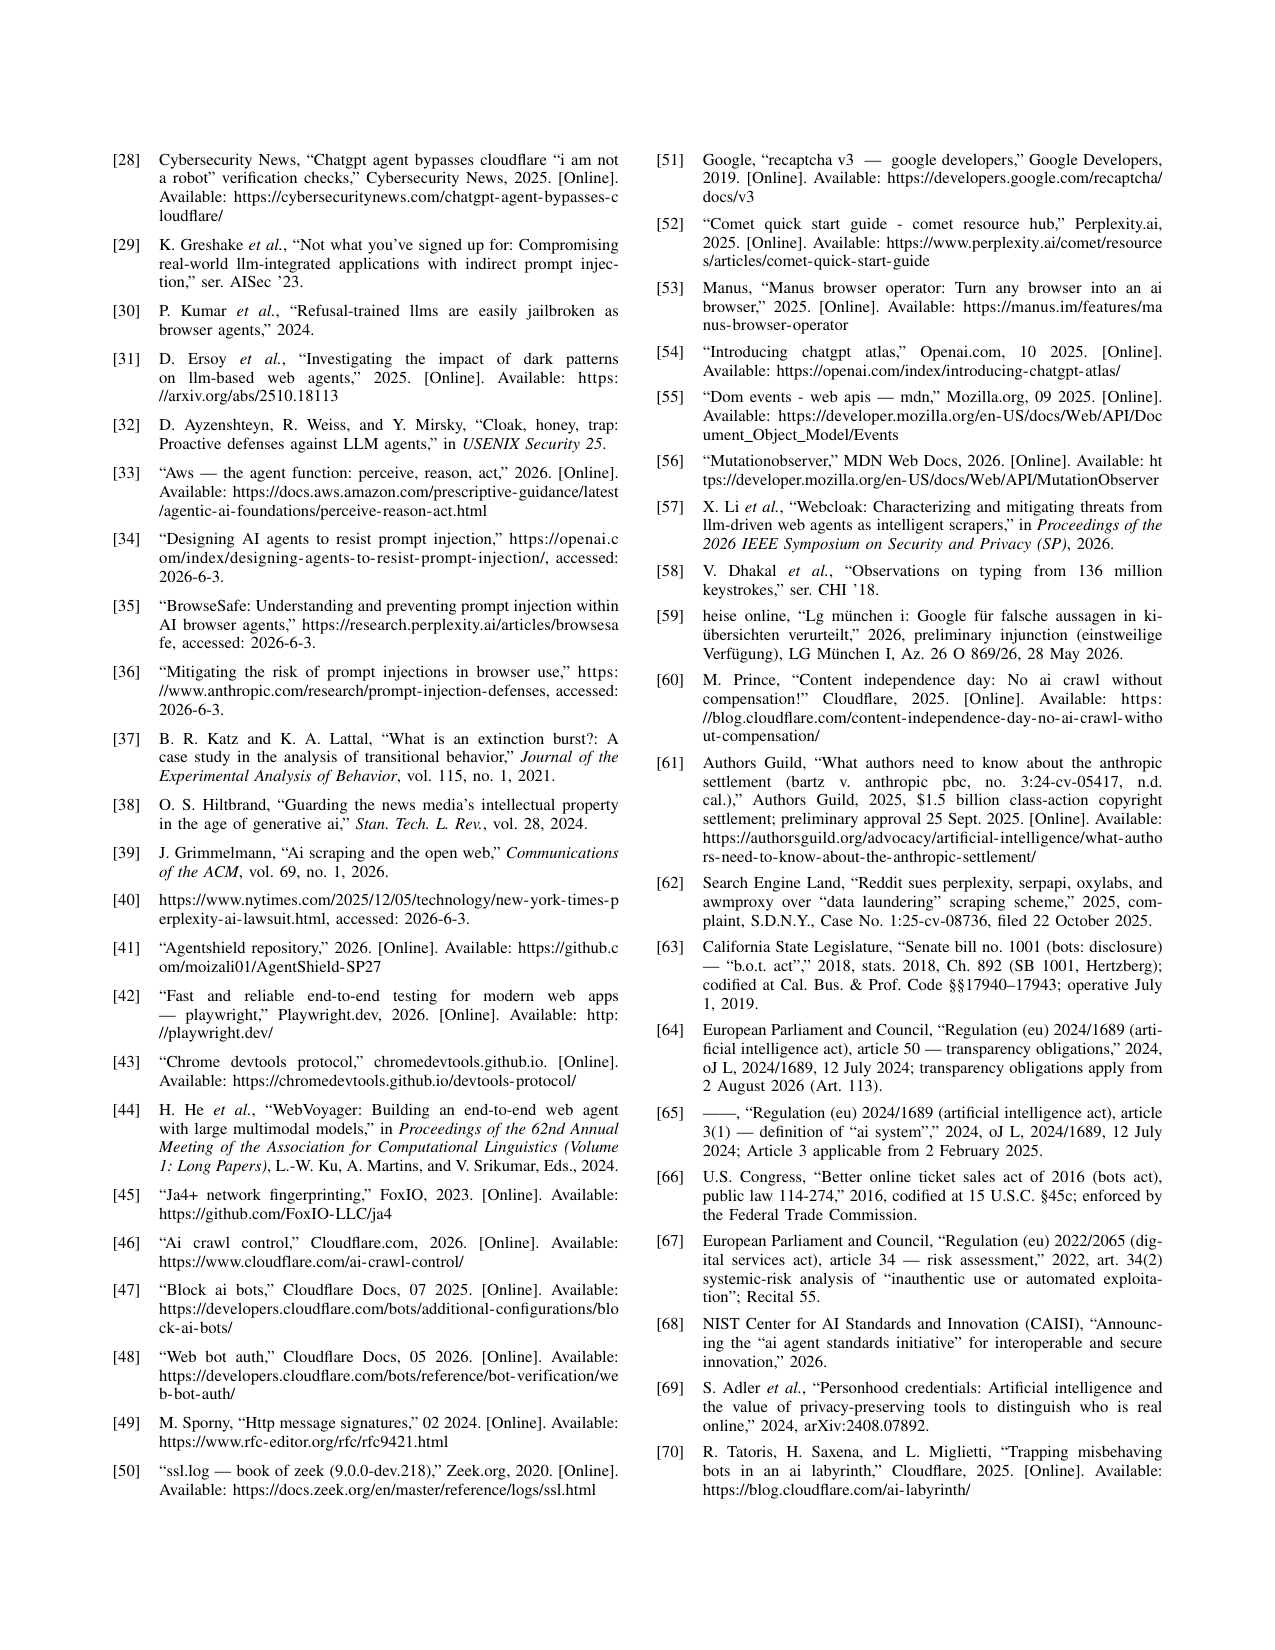 [28] Cybersecurity News, “Chatgpt agent bypasses cloudflare “i am not
a robot” verification checks,” Cybersecurity News, 2025. [Online].
Available: https://cybersecuritynews.com/chatgpt-agent-bypasses-c
loudflare/
[29] K. Greshake et al., “Not what you’ve signed up for: Compromising
real-world llm-integrated applications with indirect prompt injec-
tion,” ser. AISec ’23.
[30] P. Kumar et al., “Refusal-trained llms are easily jailbroken as
browser agents,” 2024.
[31] D. Ersoy et al., “Investigating the impact of dark patterns
on llm-based web agents,” 2025. [Online]. Available: https:
//arxiv.org/abs/2510.18113
[32] D. Ayzenshteyn, R. Weiss, and Y. Mirsky, “Cloak, honey, trap:
Proactive defenses against LLM agents,” in USENIX Security 25.
[33] “Aws — the agent function: perceive, reason, act,” 2026. [Online].
Available: https://docs.aws.amazon.com/prescriptive-guidance/latest
/agentic-ai-foundations/perceive-reason-act.html
[34] “Designing AI agents to resist prompt injection,” https://openai.c
om/index/designing-agents-to-resist-prompt-injection/, accessed:
2026-6-3.
[35] “BrowseSafe: Understanding and preventing prompt injection within
AI browser agents,” https://research.perplexity.ai/articles/browsesa
fe, accessed: 2026-6-3.
[36] “Mitigating the risk of prompt injections in browser use,” https:
//www.anthropic.com/research/prompt-injection-defenses, accessed:
2026-6-3.
[37] B. R. Katz and K. A. Lattal, “What is an extinction burst?: A
case study in the analysis of transitional behavior,” Journal of the
Experimental Analysis of Behavior, vol. 115, no. 1, 2021.
[38] O. S. Hiltbrand, “Guarding the news media’s intellectual property
in the age of generative ai,” Stan. Tech. L. Rev., vol. 28, 2024.
[39] J. Grimmelmann, “Ai scraping and the open web,” Communications
of the ACM, vol. 69, no. 1, 2026.
[40] https://www.nytimes.com/2025/12/05/technology/new-york-times-p
erplexity-ai-lawsuit.html, accessed: 2026-6-3.
[41] “Agentshield repository,” 2026. [Online]. Available: https://github.c
om/moizali01/AgentShield-SP27
[42] “Fast and reliable end-to-end testing for modern web apps
— playwright,” Playwright.dev, 2026. [Online]. Available: http:
//playwright.dev/
[43] “Chrome devtools protocol,” chromedevtools.github.io. [Online].
Available: https://chromedevtools.github.io/devtools-protocol/
[44] H. He et al., “WebVoyager: Building an end-to-end web agent
with large multimodal models,” in Proceedings of the 62nd Annual
Meeting of the Association for Computational Linguistics (Volume
1: Long Papers), L.-W. Ku, A. Martins, and V. Srikumar, Eds., 2024.
[45] “Ja4+ network fingerprinting,” FoxIO, 2023. [Online]. Available:
https://github.com/FoxIO-LLC/ja4
[46] “Ai crawl control,” Cloudflare.com, 2026. [Online]. Available:
https://www.cloudflare.com/ai-crawl-control/
[47] “Block ai bots,” Cloudflare Docs, 07 2025. [Online]. Available:
https://developers.cloudflare.com/bots/additional-configurations/blo
ck-ai-bots/
[48] “Web bot auth,” Cloudflare Docs, 05 2026. [Online]. Available:
https://developers.cloudflare.com/bots/reference/bot-verification/we
b-bot-auth/
[49] M. Sporny, “Http message signatures,” 02 2024. [Online]. Available:
https://www.rfc-editor.org/rfc/rfc9421.html
[50] “ssl.log — book of zeek (9.0.0-dev.218),” Zeek.org, 2020. [Online].
Available: https://docs.zeek.org/en/master/reference/logs/ssl.html
[51] Google, “recaptcha v3 — google developers,” Google Developers,
2019. [Online]. Available: https://developers.google.com/recaptcha/
docs/v3
[52] “Comet quick start guide - comet resource hub,” Perplexity.ai,
2025. [Online]. Available: https://www.perplexity.ai/comet/resource
s/articles/comet-quick-start-guide
[53] Manus, “Manus browser operator: Turn any browser into an ai
browser,” 2025. [Online]. Available: https://manus.im/features/ma
nus-browser-operator
[54] “Introducing chatgpt atlas,” Openai.com, 10 2025. [Online].
Available: https://openai.com/index/introducing-chatgpt-atlas/
[55] “Dom events - web apis — mdn,” Mozilla.org, 09 2025. [Online].
Available: https://developer.mozilla.org/en-US/docs/Web/API/Doc
ument_Object_Model/Events
[56] “Mutationobserver,” MDN Web Docs, 2026. [Online]. Available: ht
tps://developer.mozilla.org/en-US/docs/Web/API/MutationObserver
[57] X. Li et al., “Webcloak: Characterizing and mitigating threats from
llm-driven web agents as intelligent scrapers,” in Proceedings of the
2026 IEEE Symposium on Security and Privacy (SP), 2026.
[58] V. Dhakal et al., “Observations on typing from 136 million
keystrokes,” ser. CHI ’18.
[59] heise online, “Lg münchen i: Google für falsche aussagen in ki-
übersichten verurteilt,” 2026, preliminary injunction (einstweilige
Verfügung), LG München I, Az. 26 O 869/26, 28 May 2026.
[60] M. Prince, “Content independence day: No ai crawl without
compensation!” Cloudflare, 2025. [Online]. Available: https:
//blog.cloudflare.com/content-independence-day-no-ai-crawl-witho
ut-compensation/
[61] Authors Guild, “What authors need to know about the anthropic
settlement (bartz v. anthropic pbc, no. 3:24-cv-05417, n.d.
cal.),” Authors Guild, 2025, $1.5 billion class-action copyright
settlement; preliminary approval 25 Sept. 2025. [Online]. Available:
https://authorsguild.org/advocacy/artificial-intelligence/what-autho
rs-need-to-know-about-the-anthropic-settlement/
[62] Search Engine Land, “Reddit sues perplexity, serpapi, oxylabs, and
awmproxy over “data laundering” scraping scheme,” 2025, com-
plaint, S.D.N.Y., Case No. 1:25-cv-08736, filed 22 October 2025.
[63] California State Legislature, “Senate bill no. 1001 (bots: disclosure)
— “b.o.t. act”,” 2018, stats. 2018, Ch. 892 (SB 1001, Hertzberg);
codified at Cal. Bus. & Prof. Code §§17940–17943; operative July
1, 2019.
[64] European Parliament and Council, “Regulation (eu) 2024/1689 (arti-
ficial intelligence act), article 50 — transparency obligations,” 2024,
oJ L, 2024/1689, 12 July 2024; transparency obligations apply from
2 August 2026 (Art. 113).
[65] ——, “Regulation (eu) 2024/1689 (artificial intelligence act), article
3(1) — definition of “ai system”,” 2024, oJ L, 2024/1689, 12 July
2024; Article 3 applicable from 2 February 2025.
[66] U.S. Congress, “Better online ticket sales act of 2016 (bots act),
public law 114-274,” 2016, codified at 15 U.S.C. §45c; enforced by
the Federal Trade Commission.
[67] European Parliament and Council, “Regulation (eu) 2022/2065 (dig-
ital services act), article 34 — risk assessment,” 2022, art. 34(2)
systemic-risk analysis of “inauthentic use or automated exploita-
tion”; Recital 55.
[68] NIST Center for AI Standards and Innovation (CAISI), “Announc-
ing the “ai agent standards initiative” for interoperable and secure
innovation,” 2026.
[69] S. Adler et al., “Personhood credentials: Artificial intelligence and
the value of privacy-preserving tools to distinguish who is real
online,” 2024, arXiv:2408.07892.
[70] R. Tatoris, H. Saxena, and L. Miglietti, “Trapping misbehaving
bots in an ai labyrinth,” Cloudflare, 2025. [Online]. Available:
https://blog.cloudflare.com/ai-labyrinth/